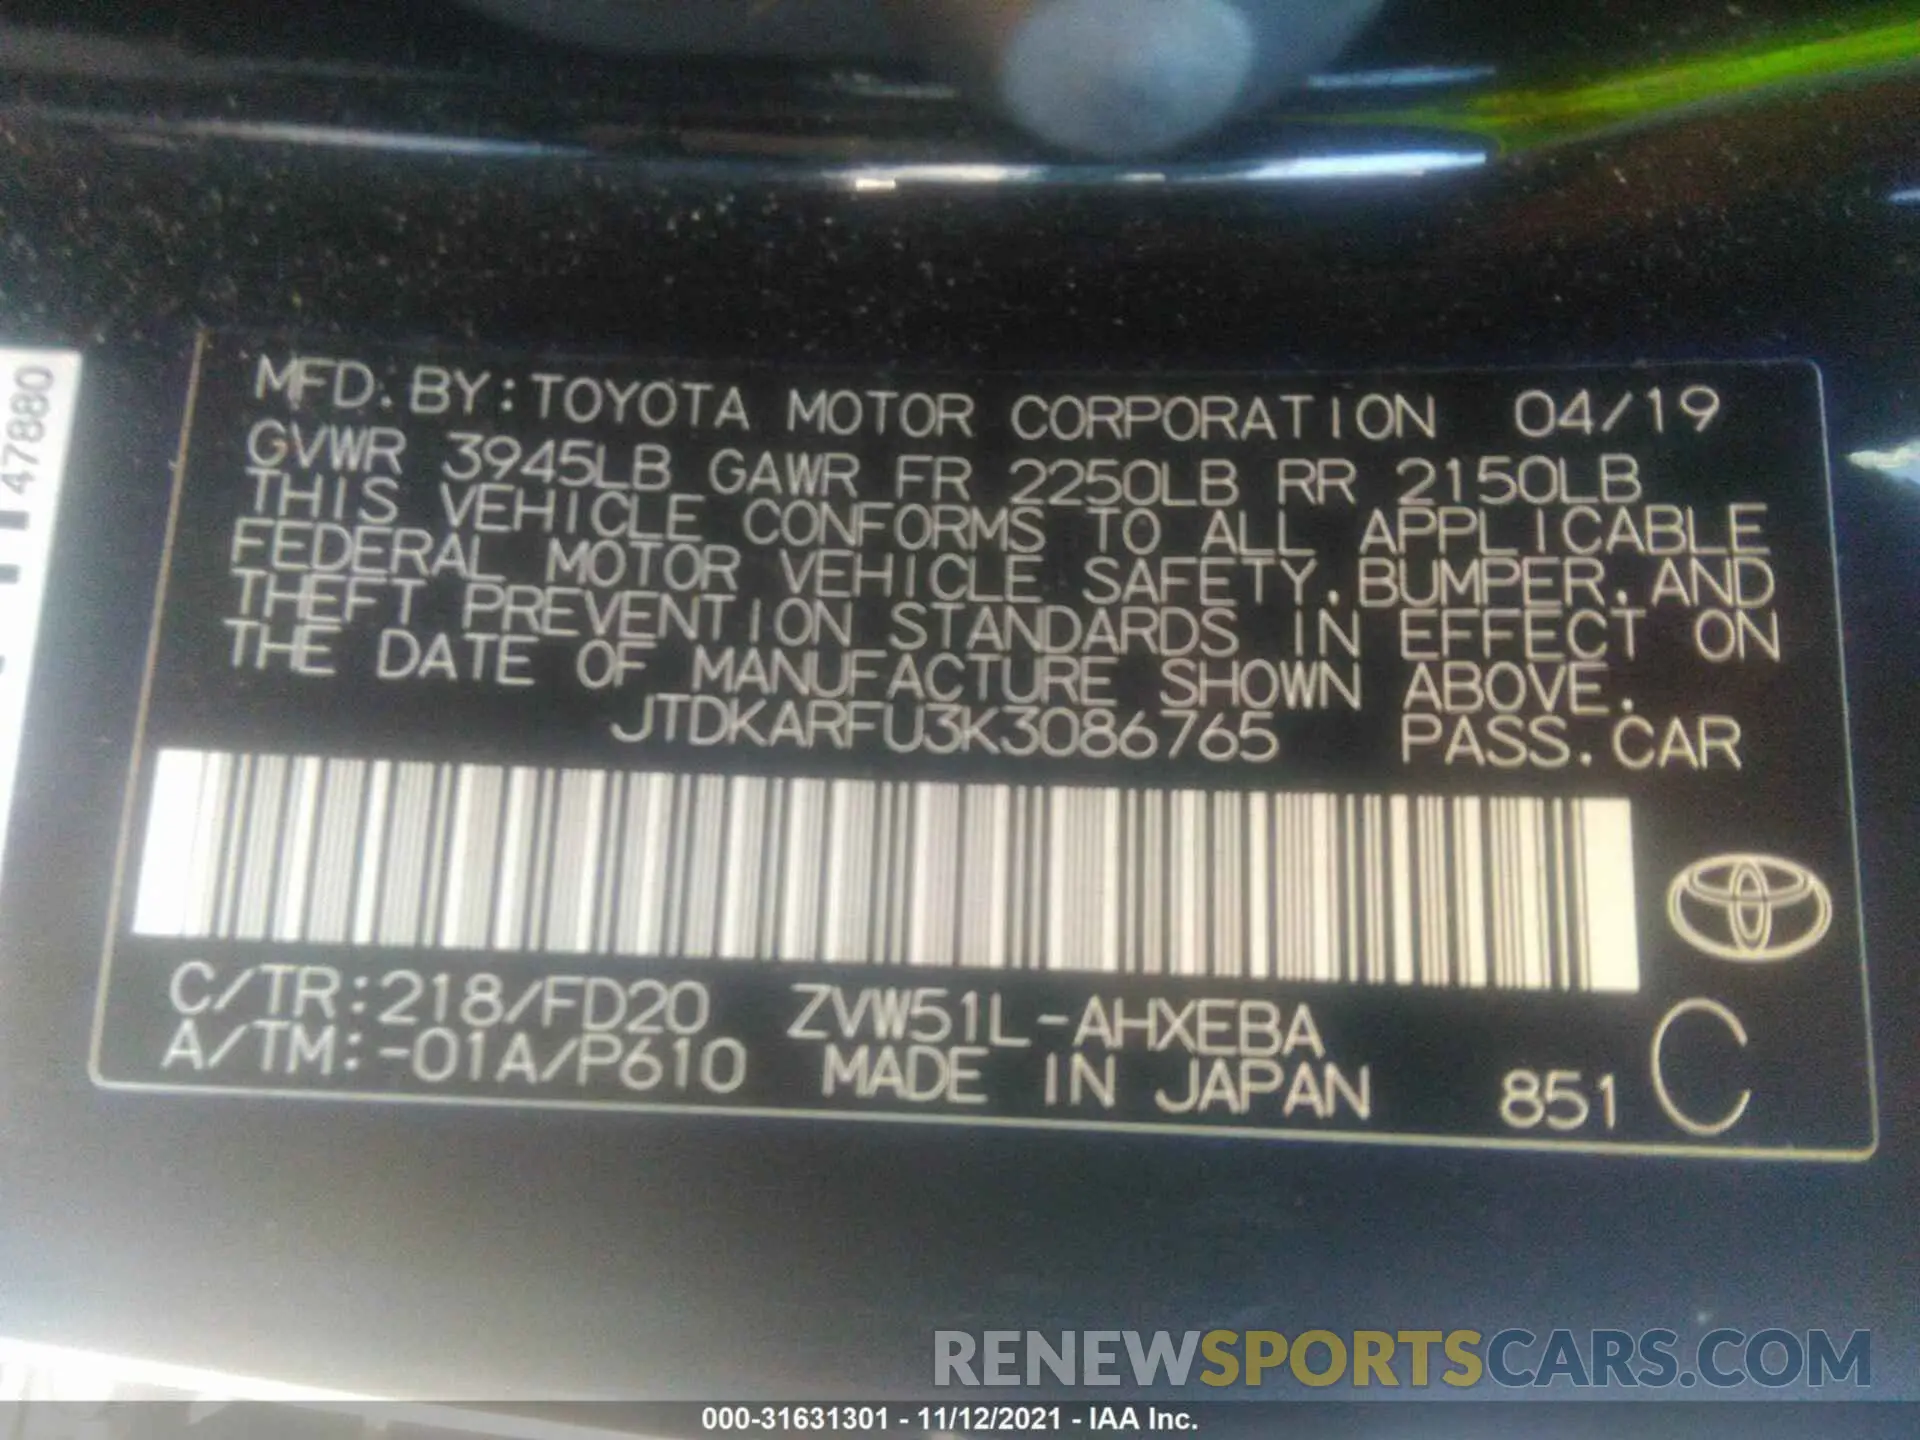 MFD. BY: TOYOTA MOTOR CORPORATION 04/19
GVWR 3945LB GAWR FR 2250LB RR 2150LB
THIS VEHICLE CONFORMS TO ALL APPLICABLE
FEDERAL MOTOR VEHICLE SAFETY, BUMPER, AND
THEFT PREVENTION STANDARDS IN EFFECT ON
THE DATE OF MANUFACTURE SHOWN ABOVE.
JTDKARFU3K3086765 PASS. CAR
C/TR:218/FD20 ZVW51L-AHXEBA
A/TM:-01A/P610 MADE IN JAPAN 851 C
47880
RENEWSPORTSCARS.COM
000-31631301 - 11/12/2021 - IAA Inc.